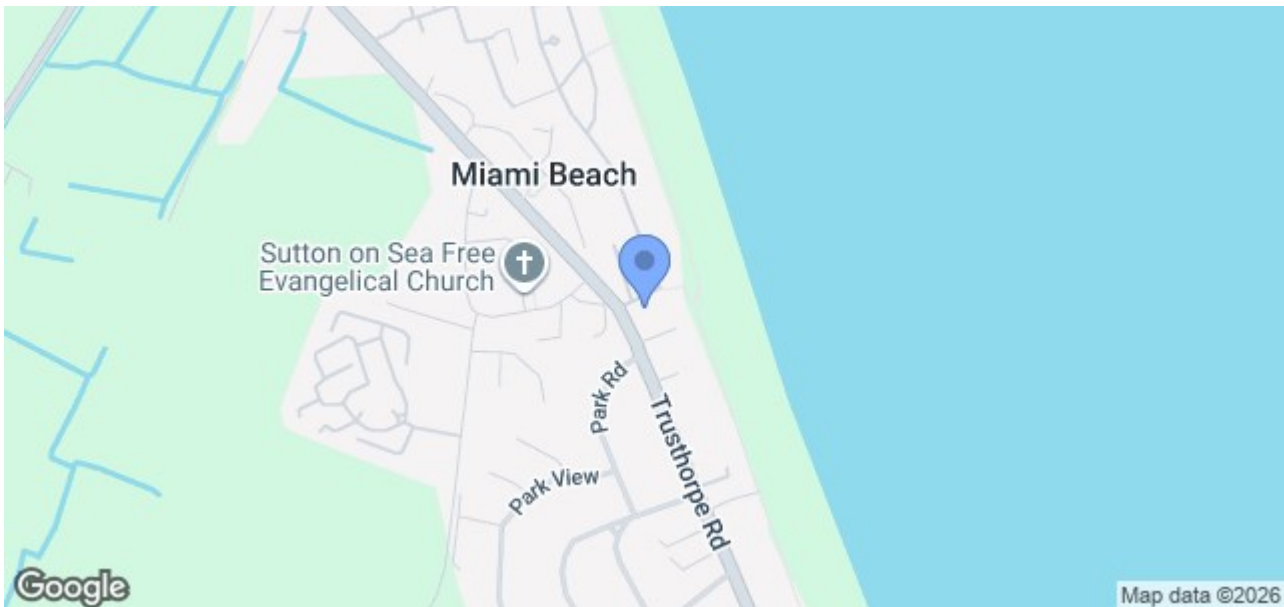 Miami Beach
Sutton on Sea Free
Evangelical Church
Park Rd
Trusthorpe Rd
Park View
Google
Map data ©2026